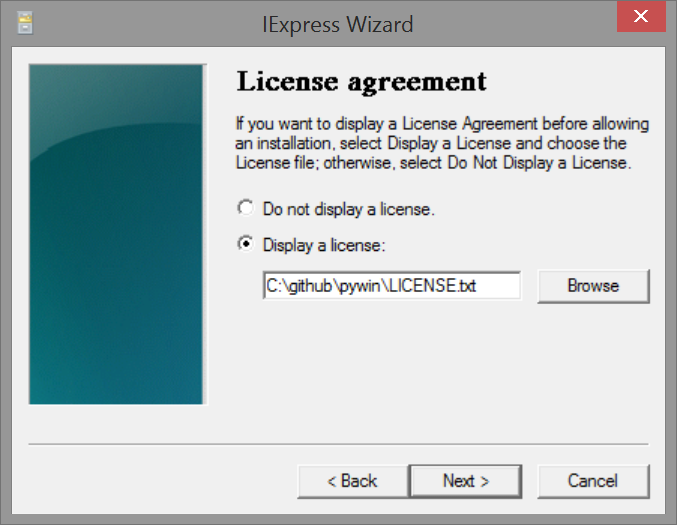 IExpress Wizard
License agreement
If you want to display a License Agreement before allowing
an installation, select Display a License and choose the
License file; otherwise, select Do Not Display a License.
Do not display a license.
Display a license:
C:\github\pywin\LICENSE.txt
Browse
< Back
Next >
Cancel